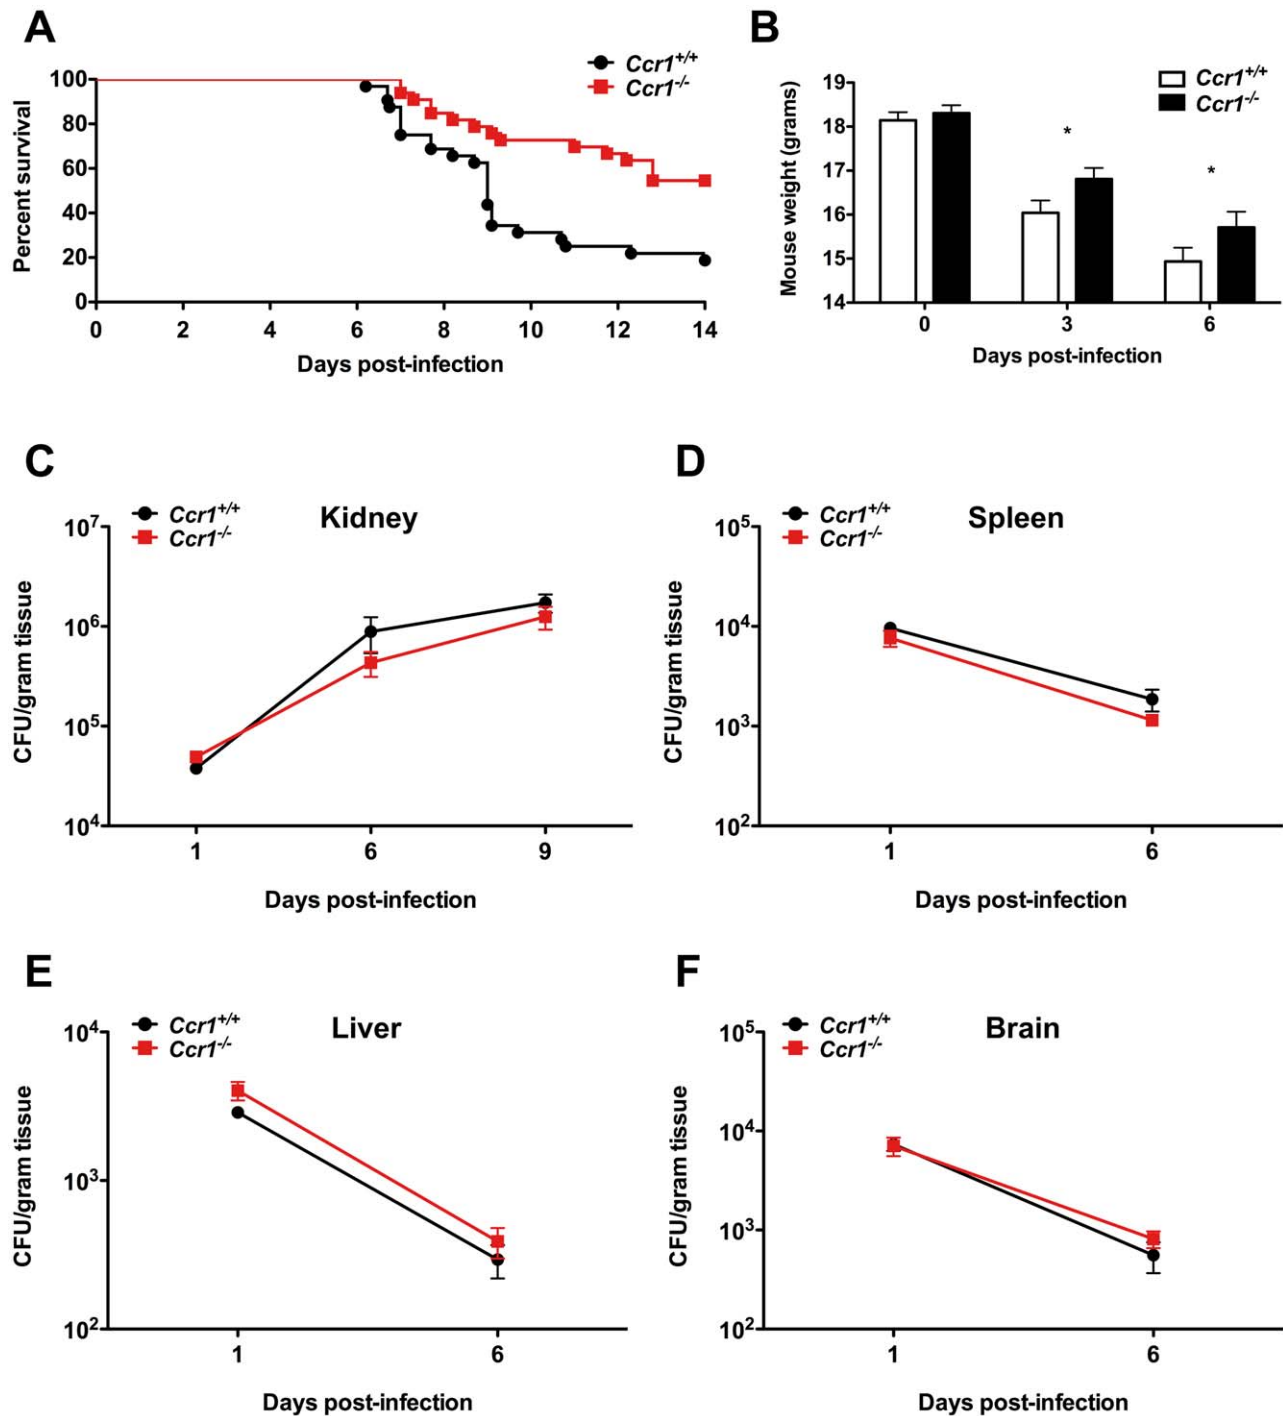 A
Ccr1+/+
Ccr1-/-
Percent survival
100
80
60
40
20
0
0 2 4 6 8 10 12 14
Days post-infection
B
Ccr1+/+
Ccr1-/-
Mouse weight (grams)
19
18
17
16
15
14
*
*
0 3 6
Days post-infection
C
Ccr1+/+
Ccr1-/-
Kidney
CFU/gram tissue
10^7
10^6
10^5
10^4
1 6 9
Days post-infection
D
Ccr1+/+
Ccr1-/-
Spleen
CFU/gram tissue
10^5
10^4
10^3
10^2
1 6
Days post-infection
E
Ccr1+/+
Ccr1-/-
Liver
CFU/gram tissue
10^4
10^3
10^2
1 6
Days post-infection
F
Ccr1+/+
Ccr1-/-
Brain
CFU/gram tissue
10^5
10^4
10^3
10^2
1 6
Days post-infection